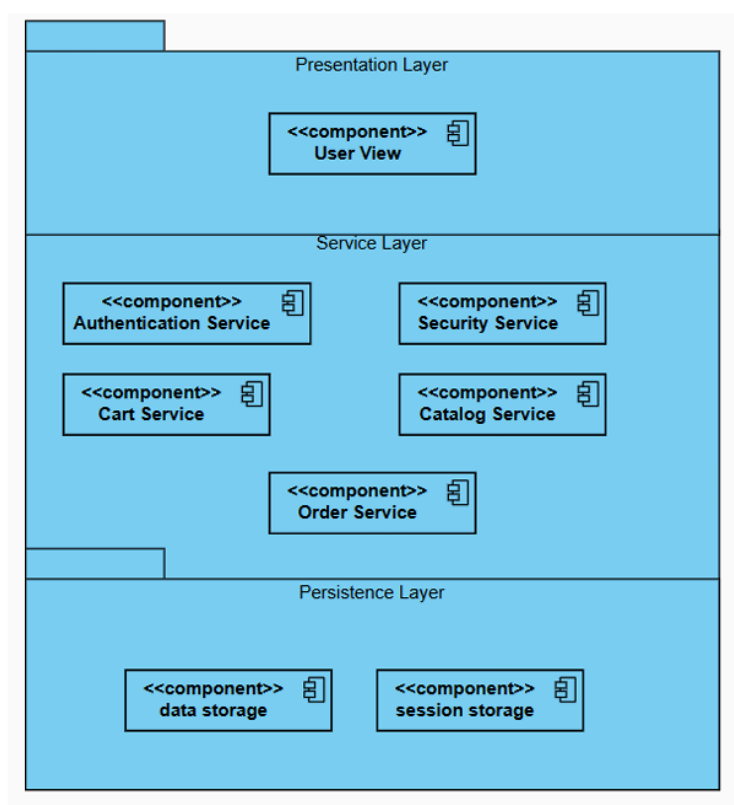 Presentation Layer
<<component>>
User View
Service Layer
<<component>>
Authentication Service
<<component>>
Security Service
<<component>>
Cart Service
<<component>>
Catalog Service
<<component>>
Order Service
Persistence Layer
<<component>>
data storage
<<component>>
session storage